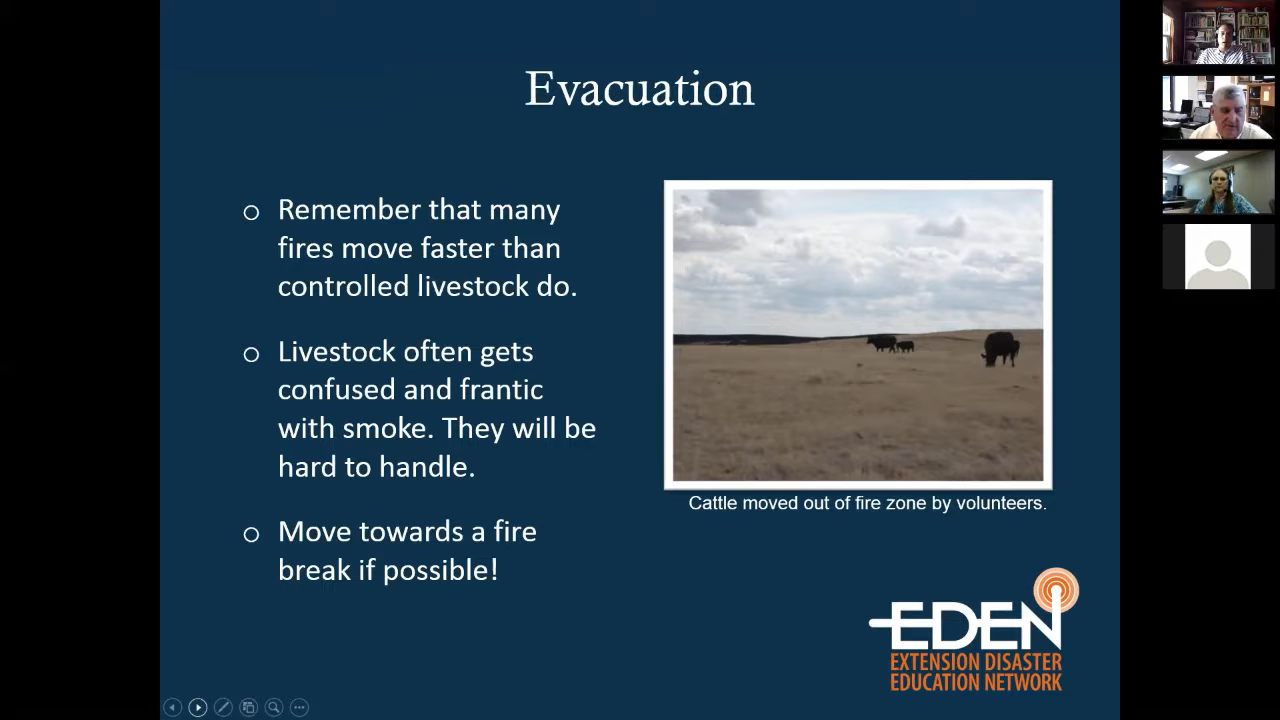 Evacuation
Remember that many
fires move faster than
controlled livestock do.
Livestock often gets
confused and frantic
with smoke. They will be
hard to handle.
Move towards a fire
break if possible!
Cattle moved out of fire zone by volunteers.
EDEN
EXTENSION DISASTER
EDUCATION NETWORK